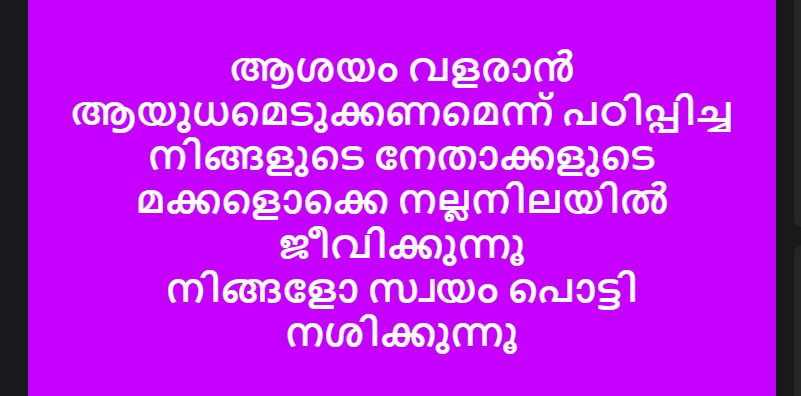 ആശയം വളരാൻ
ആയുധമെടുക്കണമെന്ന് പഠിപ്പിച്ച
നിങ്ങളുടെ നേതാക്കളുടെ
മക്കളൊക്കെ നല്ലനിലയിൽ
ജീവിക്കുന്നൂ
നിങ്ങളോ സ്വയം പൊട്ടി
നശിക്കുന്നൂ